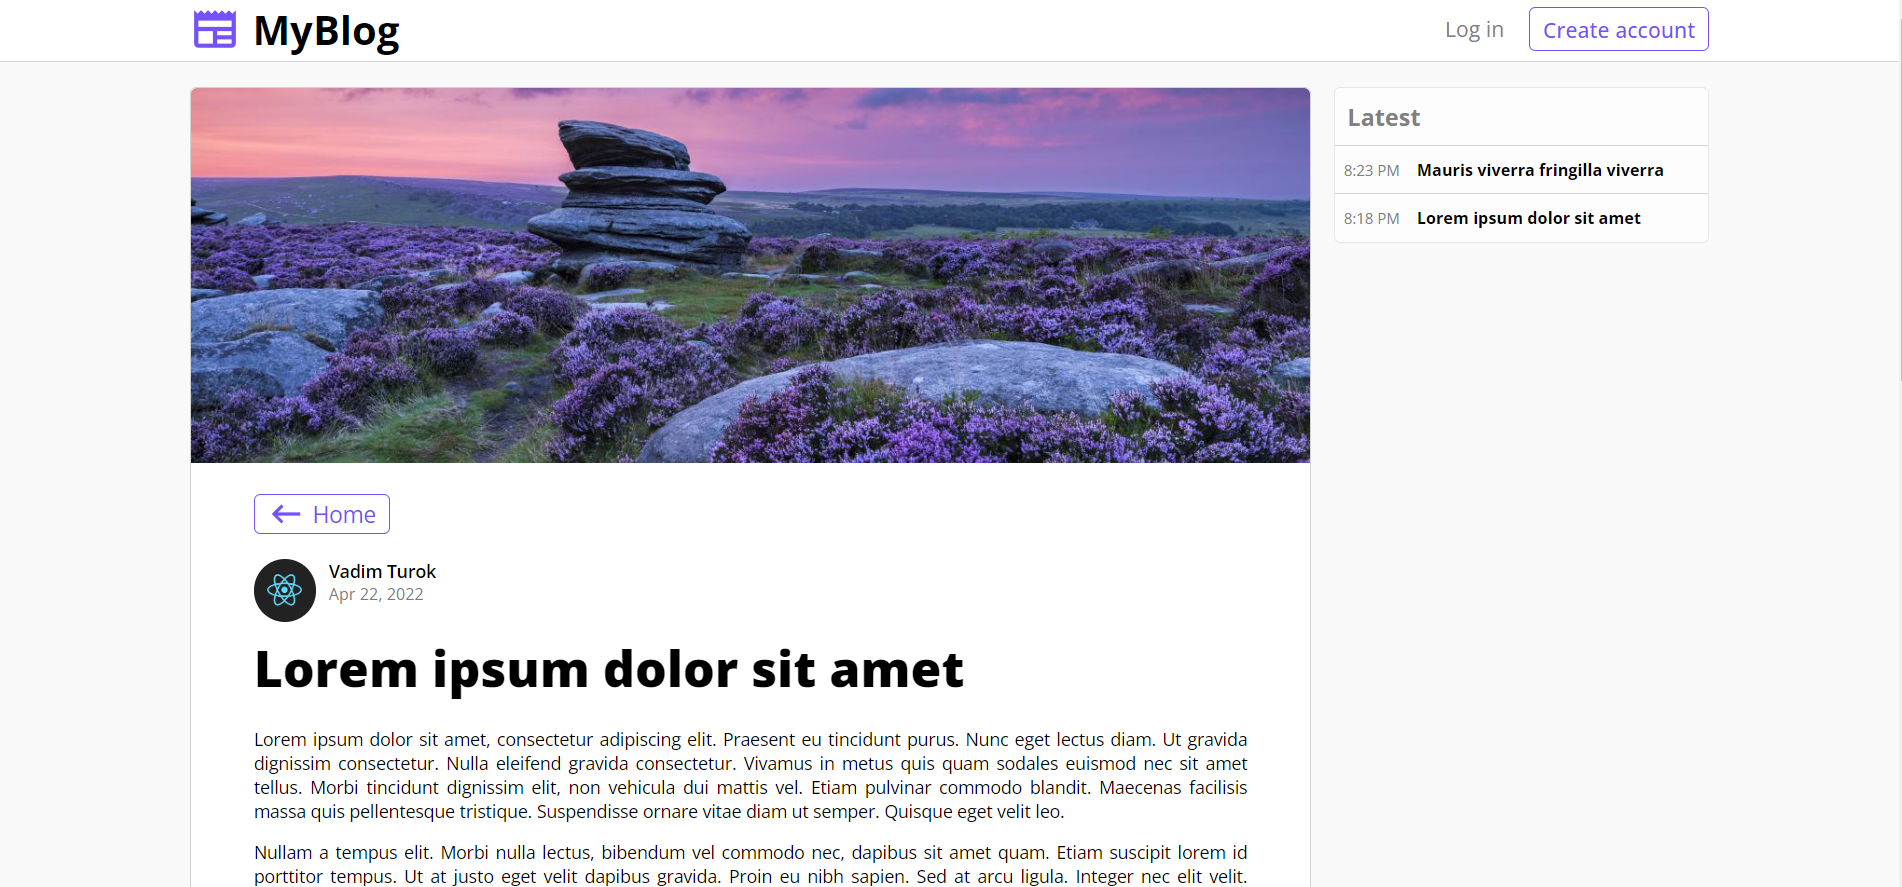 MyBlog
Log in
Create account
Latest
8:23 PM Mauris viverra fringilla viverra
8:18 PM Lorem ipsum dolor sit amet
Home
Vadim Turok
Apr 22, 2022
Lorem ipsum dolor sit amet
Lorem ipsum dolor sit amet, consectetur adipiscing elit. Praesent eu tincidunt purus. Nunc eget lectus diam. Ut gravida
dignissim consectetur. Nulla eleifend gravida consectetur. Vivamus in metus quis quam sodales euismod nec sit amet
tellus. Morbi tincidunt dignissim elit, non vehicula dui mattis vel. Etiam pulvinar commodo blandit. Maecenas facilisis
massa quis pellentesque tristique. Suspendisse ornare vitae diam ut semper. Quisque eget velit leo.
Nullam a tempus elit. Morbi nulla lectus, bibendum vel commodo nec, dapibus sit amet quam. Etiam suscipit lorem id
porttitor tempus. Ut at justo eget velit dapibus gravida. Proin eu nibh sapien. Sed at arcu ligula. Integer nec elit velit.